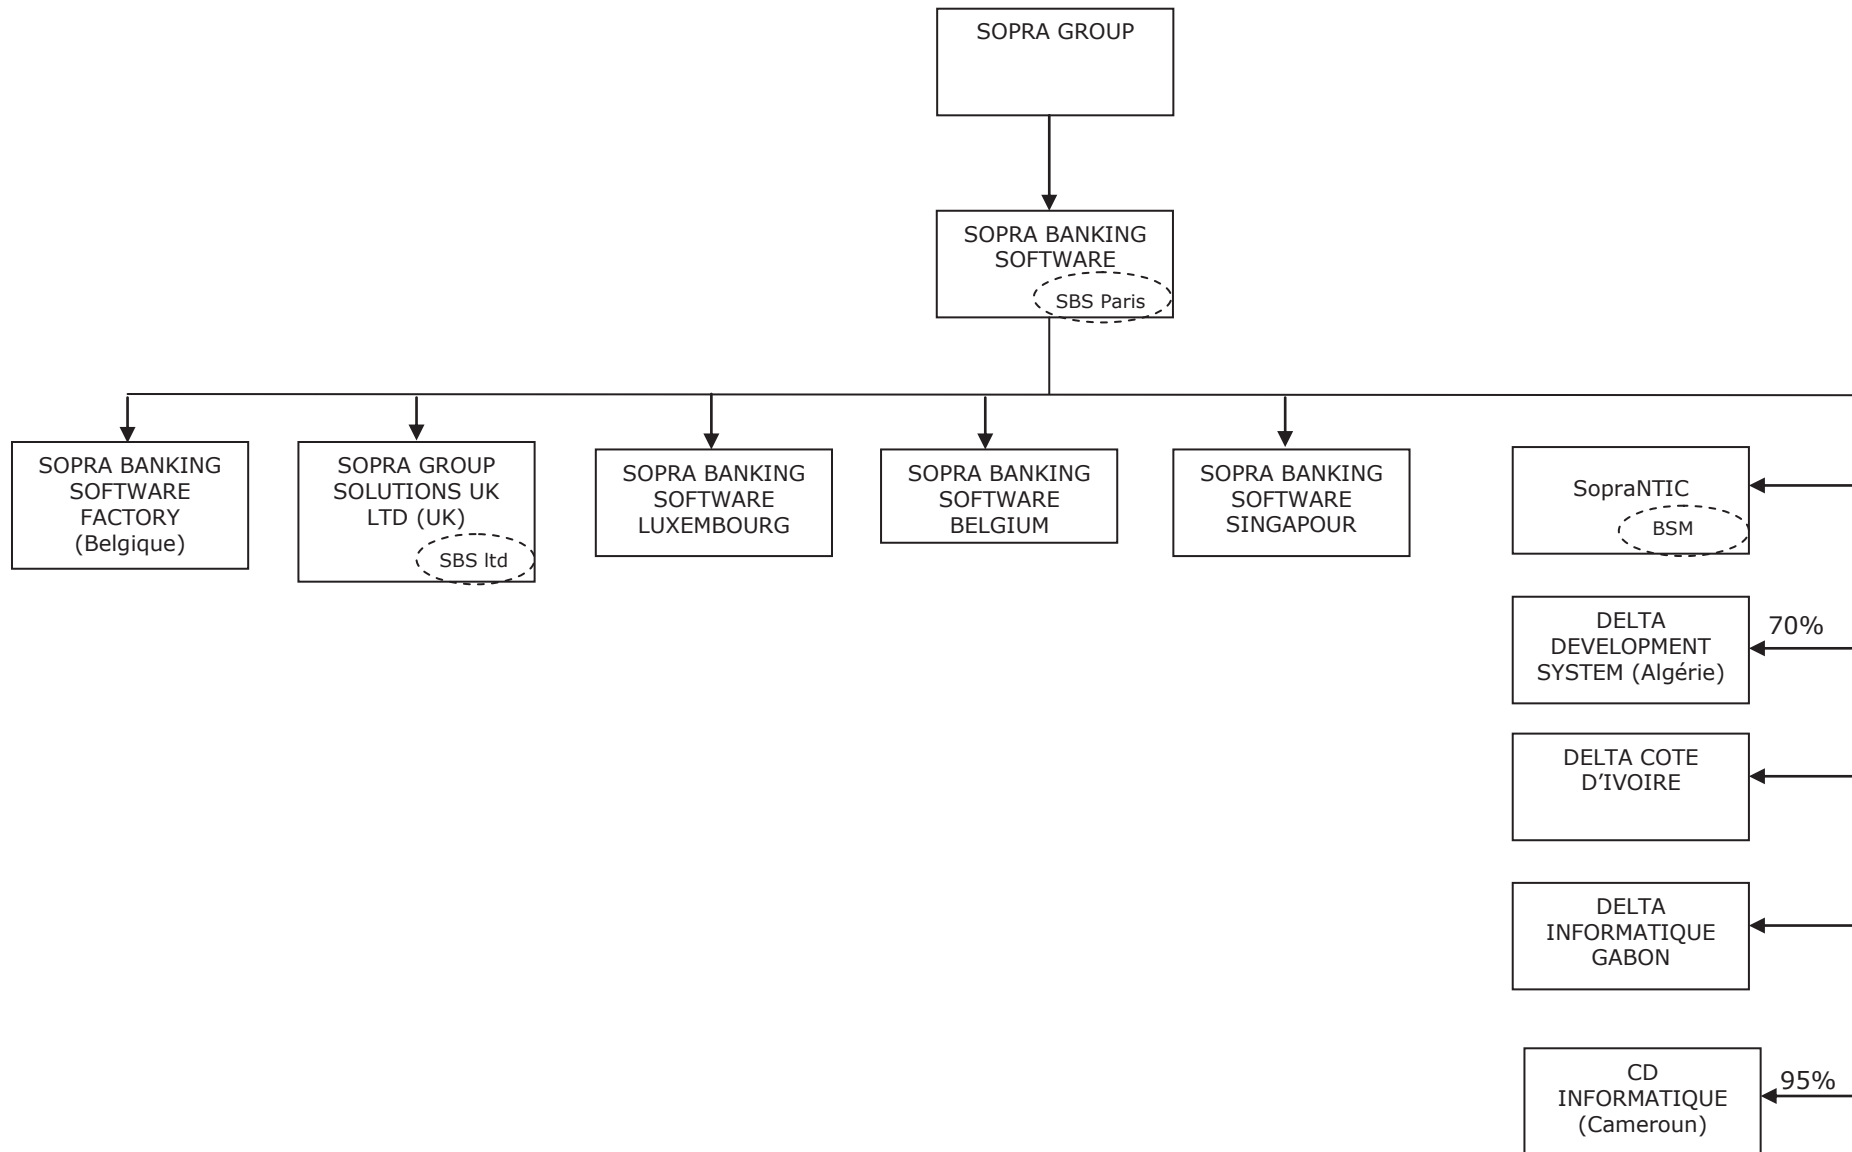 SOPRA GROUP
SOPRA BANKING
SOFTWARE
SBS Paris
SOPRA BANKING
SOFTWARE
FACTORY
(Belgique)
SOPRA GROUP
SOLUTIONS UK
LTD (UK)
SBS ltd
SOPRA BANKING
SOFTWARE
LUXEMBOURG
SOPRA BANKING
SOFTWARE
BELGIUM
SOPRA BANKING
SOFTWARE
SINGAPOUR
SopraNTIC
BSM
DELTA
DEVELOPMENT
SYSTEM (Algérie)
70%
DELTA COTE
D’IVOIRE
DELTA
INFORMATIQUE
GABON
CD
INFORMATIQUE
(Cameroun)
95%